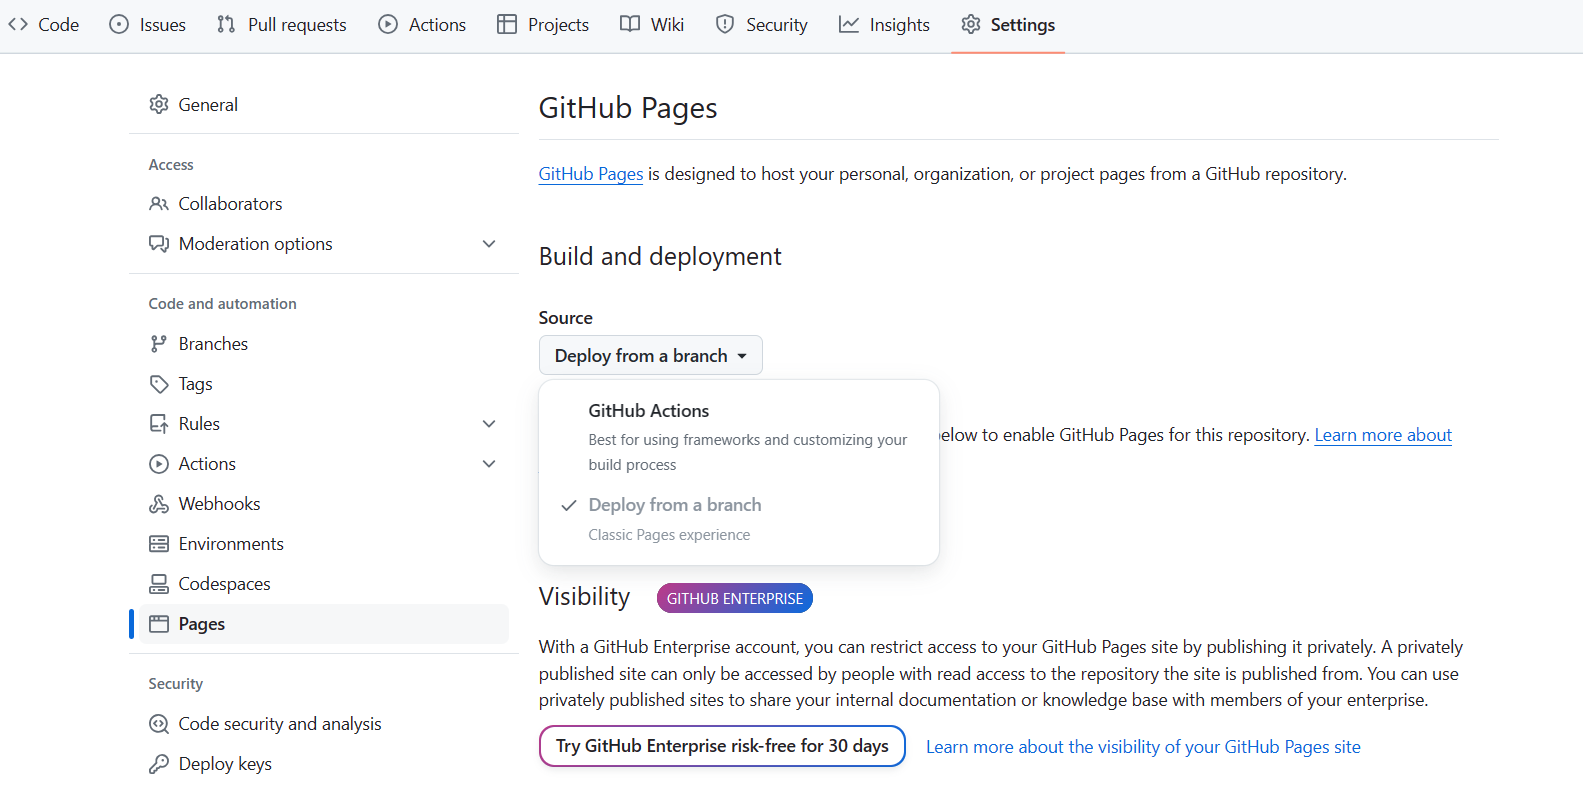 Code Issues Pull requests Actions Projects Wiki Security Insights Settings
General
Access
Collaborators
Moderation options
Code and automation
Branches
Tags
Rules
Actions
Webhooks
Environments
Codespaces
Pages
Security
Code security and analysis
Deploy keys
GitHub Pages
GitHub Pages is designed to host your personal, organization, or project pages from a GitHub repository.
Build and deployment
Source
Deploy from a branch
GitHub Actions
Best for using frameworks and customizing your
build process
Deploy from a branch
Classic Pages experience
elow to enable GitHub Pages for this repository. Learn more about
Visibility GITHUB ENTERPRISE
With a GitHub Enterprise account, you can restrict access to your GitHub Pages site by publishing it privately. A privately
published site can only be accessed by people with read access to the repository the site is published from. You can use
privately published sites to share your internal documentation or knowledge base with members of your enterprise.
Try GitHub Enterprise risk-free for 30 days Learn more about the visibility of your GitHub Pages site